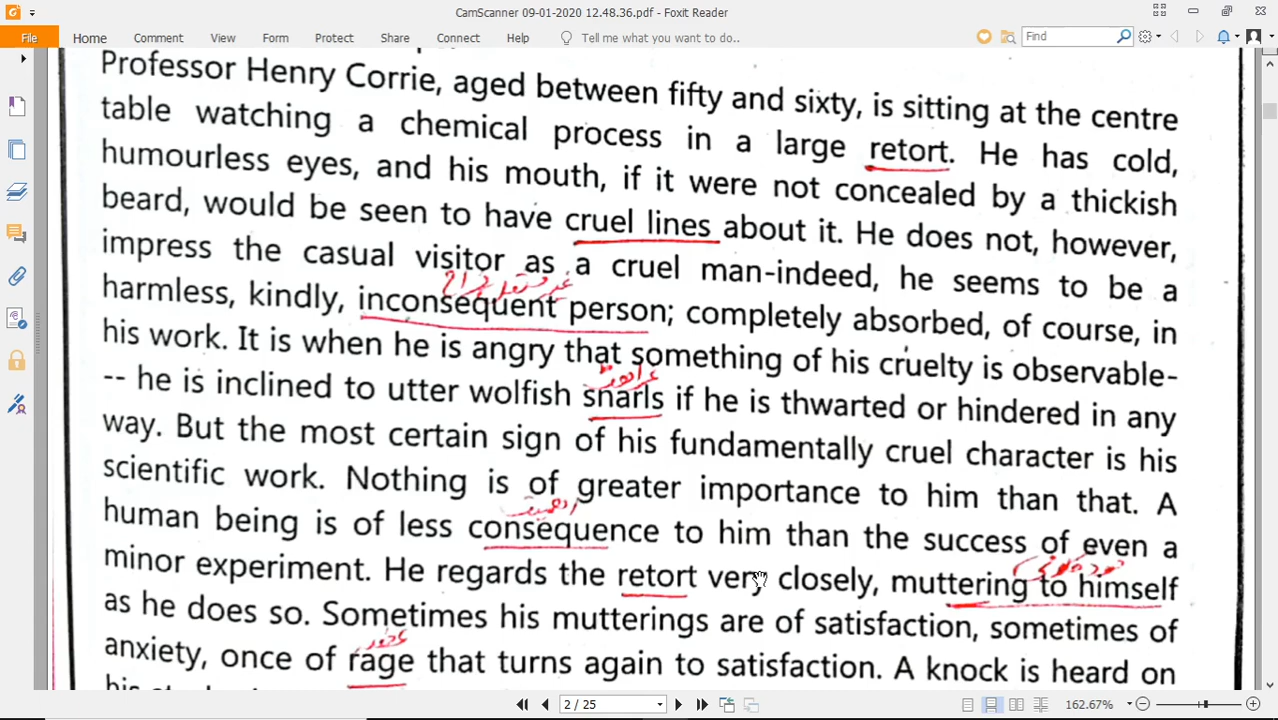 CamScanner 09-01-2020 12.48.36.pdf - Foxit Reader
File Home Comment View Form Protect Share Connect Help Tell me what you want to do.. Find
Professor Henry Corrie, aged between fifty and sixty, is sitting at the centre
table watching a chemical process in a large retort. He has cold,
humourless eyes, and his mouth, if it were not concealed by a thickish
beard, would be seen to have cruel lines about it. He does not, however,
impress the casual visitor as a cruel man-indeed, he seems to be a
harmless, kindly, inconsequent person; completely absorbed, of course, in
his work. It is when he is angry that something of his cruelty is observable-
-- he is inclined to utter wolfish snarls if he is thwarted or hindered in any
way. But the most certain sign of his fundamentally cruel character is his
scientific work. Nothing is of greater importance to him than that. A
human being is of less consequence to him than the success of even a
minor experiment. He regards the retort very closely, muttering to himself
as he does so. Sometimes his mutterings are of satisfaction, sometimes of
anxiety, once of rage that turns again to satisfaction. A knock is heard on
2 / 25 162.67%